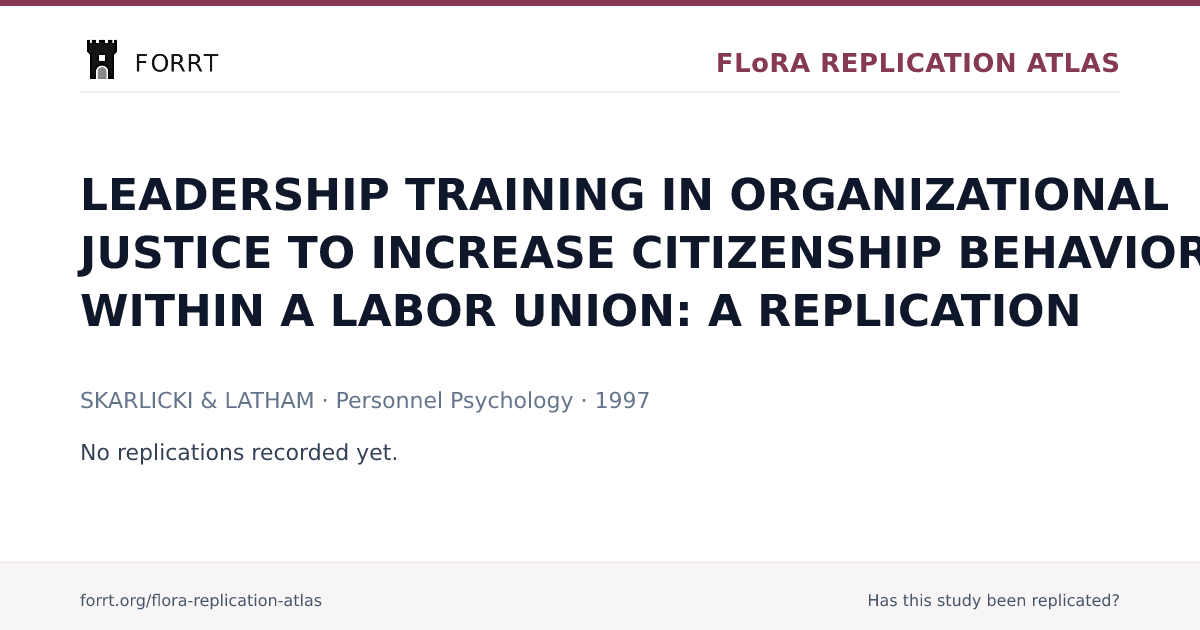 FORRT
FLoRA REPLICATION ATLAS
LEADERSHIP TRAINING IN ORGANIZATIONAL
JUSTICE TO INCREASE CITIZENSHIP BEHAVIOR
WITHIN A LABOR UNION: A REPLICATION
SKARLICKI & LATHAM · Personnel Psychology · 1997
No replications recorded yet.
forrt.org/flora-replication-atlas
Has this study been replicated?